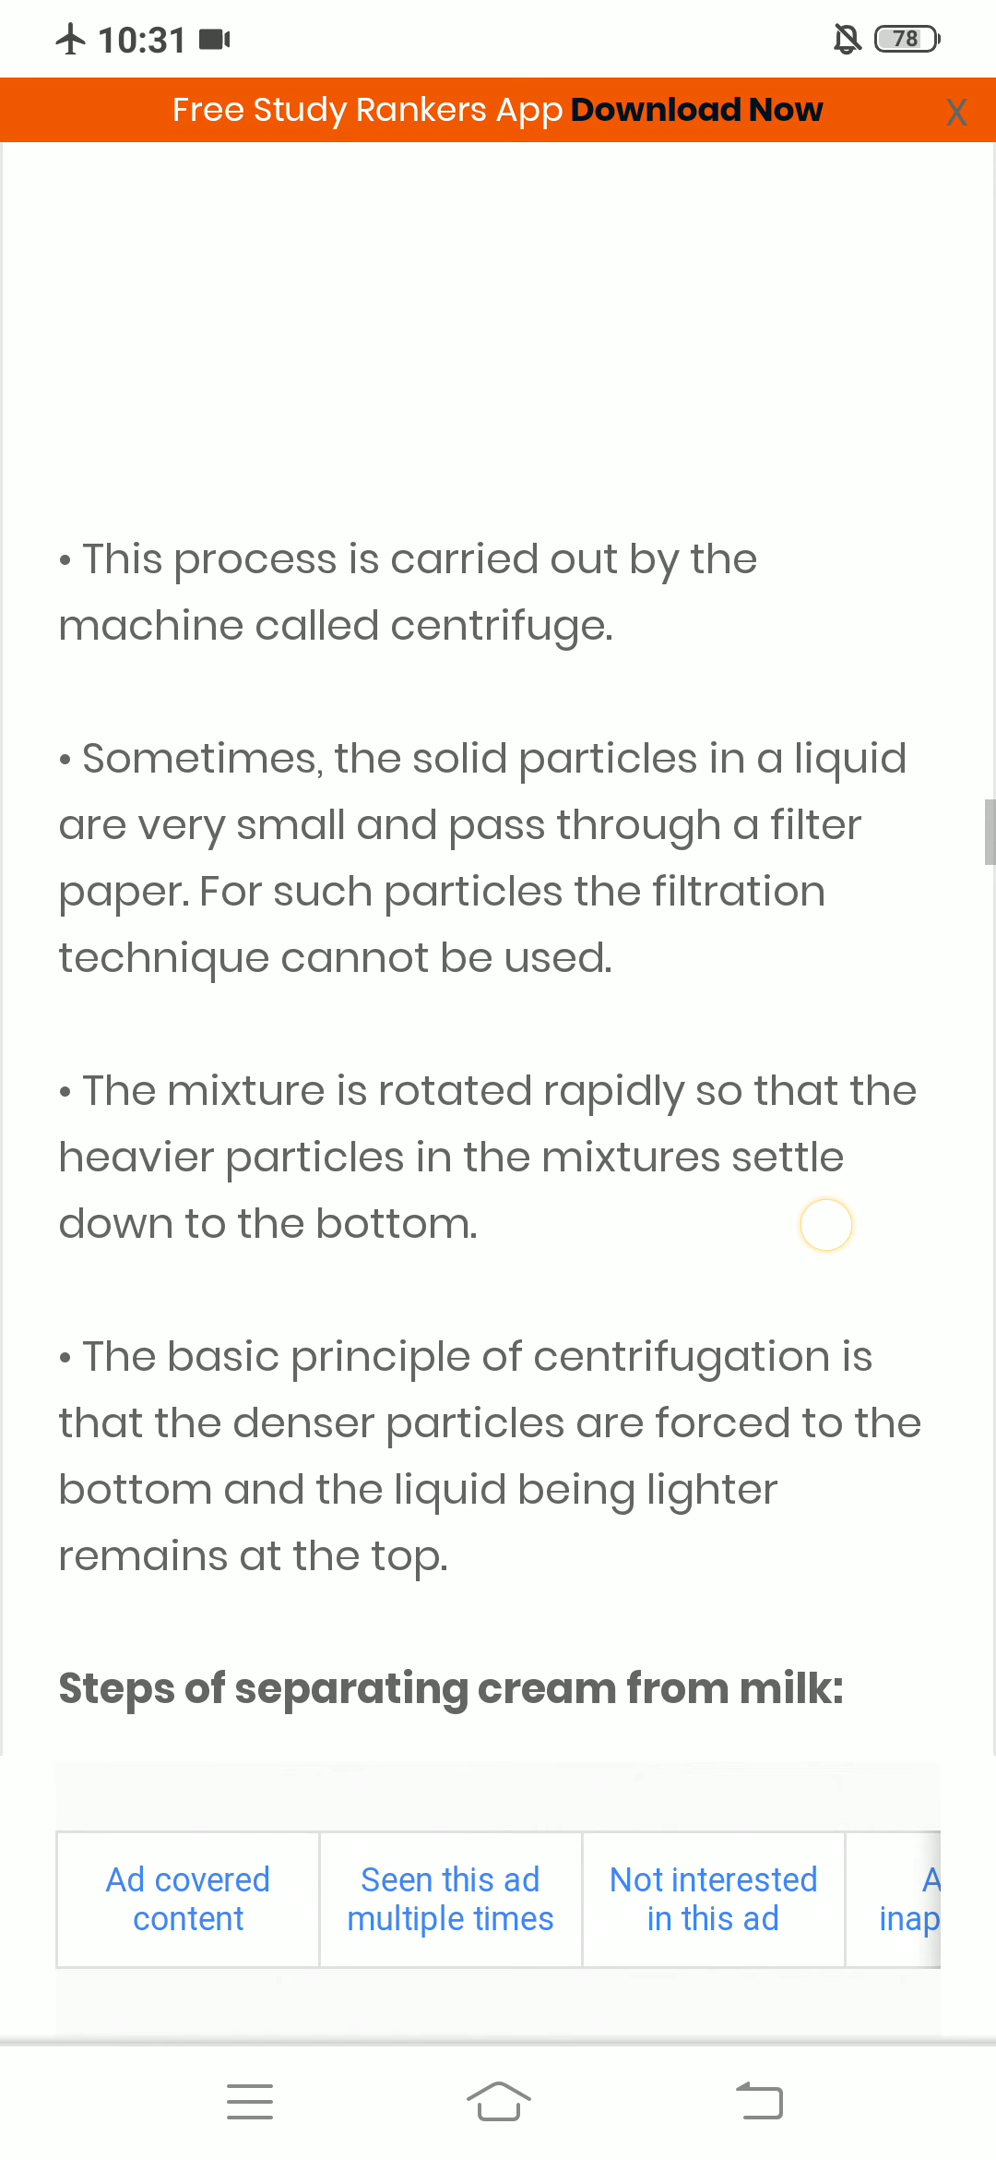 10:31
78
Free Study Rankers App Download Now X
• This process is carried out by the
machine called centrifuge.
• Sometimes, the solid particles in a liquid
are very small and pass through a filter
paper. For such particles the filtration
technique cannot be used.
• The mixture is rotated rapidly so that the
heavier particles in the mixtures settle
down to the bottom.
• The basic principle of centrifugation is
that the denser particles are forced to the
bottom and the liquid being lighter
remains at the top.
Steps of separating cream from milk:
Ad covered
content
Seen this ad
multiple times
Not interested
in this ad